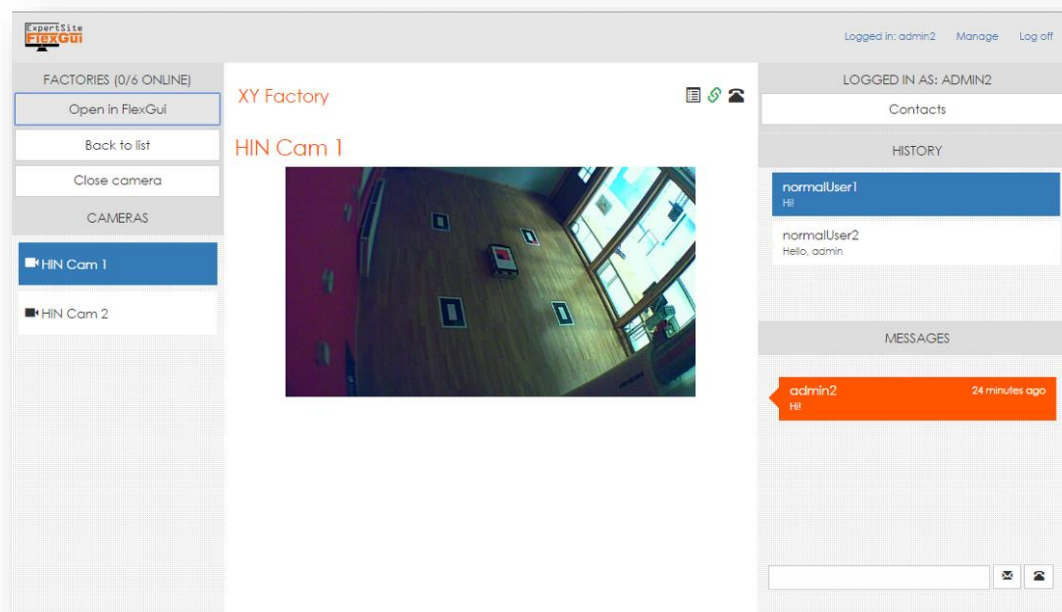 ExpertSite
FlexGui
Logged in: admin2 Manage Log off
FACTORIES (0/6 ONLINE)
Open in FlexGui
Back to list
Close camera
CAMERAS
HIN Cam 1
HIN Cam 2
XY Factory
HIN Cam 1
LOGGED IN AS: ADMIN2
Contacts
HISTORY
normalUser1
Hi!
normalUser2
Hello, admin
MESSAGES
admin2 24 minutes ago
Hi!